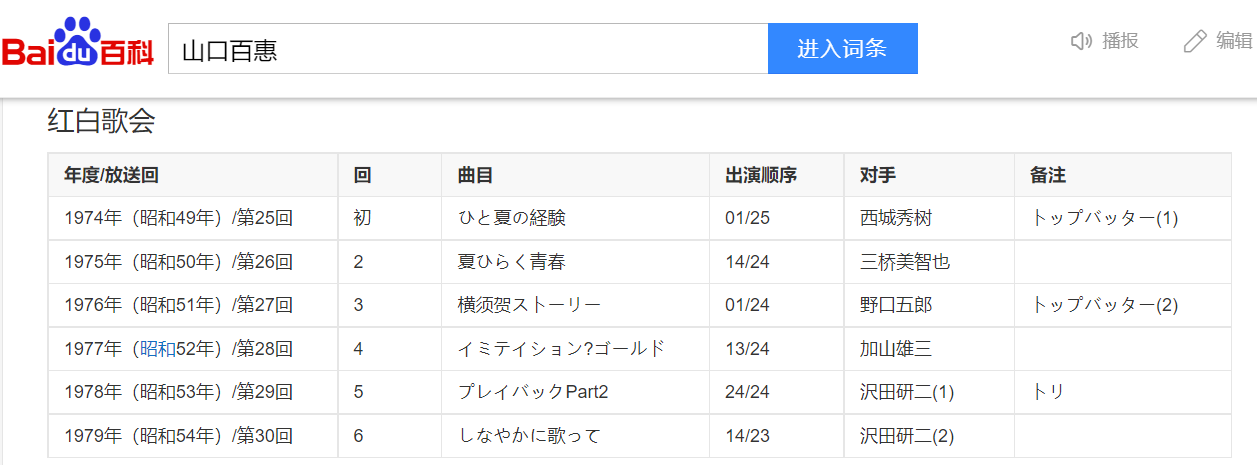 Baidu百科 山口百惠 进入词条 播报 编辑
红白歌会
年度/放送回 回 曲目 出演顺序 对手 备注
1974年（昭和49年）/第25回 初 ひと夏の経験 01/25 西城秀树 トップバッター(1)
1975年（昭和50年）/第26回 2 夏ひらく青春 14/24 三桥美智也
1976年（昭和51年）/第27回 3 横须贺ストーリー 01/24 野口五郎 トップバッター(2)
1977年（昭和52年）/第28回 4 イミテイション?ゴールド 13/24 加山雄三
1978年（昭和53年）/第29回 5 プレイバックPart2 24/24 沢田研二(1) トリ
1979年（昭和54年）/第30回 6 しなやかに歌って 14/23 沢田研二(2)